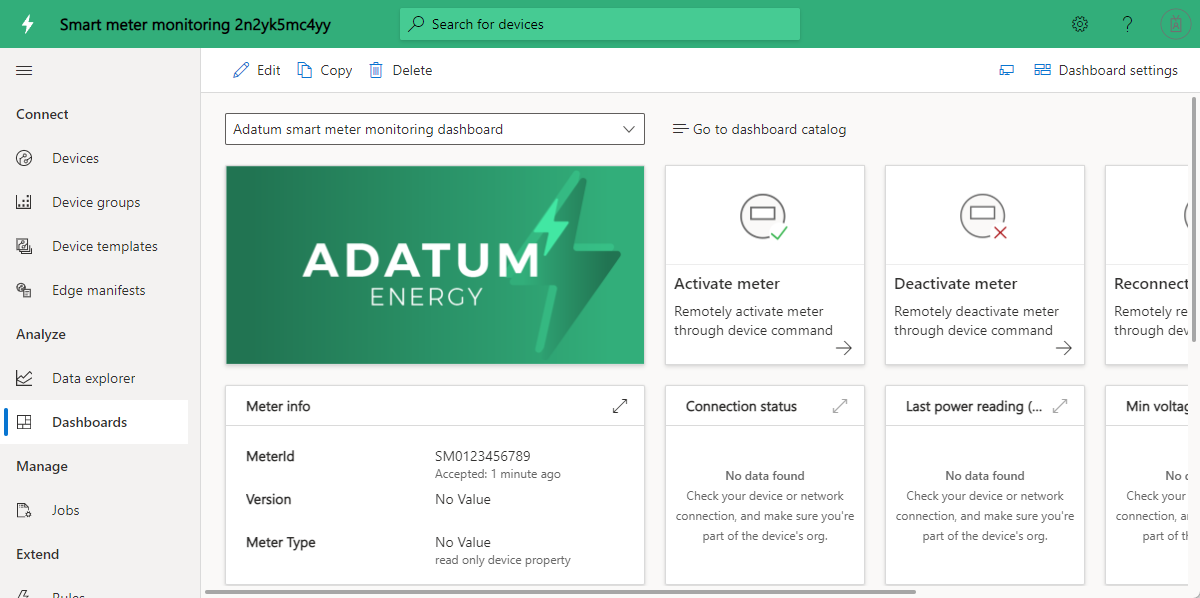 Smart meter monitoring 2n2yk5mc4yy
Search for devices
?
Connect
Devices
Device groups
Device templates
Edge manifests
Analyze
Data explorer
Dashboards
Manage
Jobs
Extend
Rules
Edit
Copy
Delete
Dashboard settings
Adatum smart meter monitoring dashboard
Go to dashboard catalog
ADATUM
ENERGY
Activate meter
Remotely activate meter
through device command
Deactivate meter
Remotely deactivate meter
through device command
Reconnect
Remotely re
through dev
Meter info
MeterId
SM0123456789
Accepted: 1 minute ago
Version
No Value
Meter Type
No Value
read only device property
Connection status
No data found
Check your device or network
connection, and make sure you're
part of the device's org.
Last power reading (...
No data found
Check your device or network
connection, and make sure you're
part of the device's org.
Min voltag
No d
Check your
connection, a
part of th